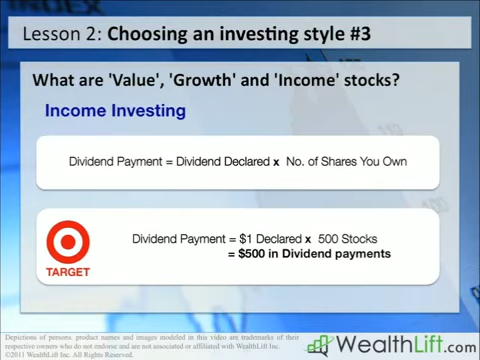 INDEX
Lesson 2: Choosing an investing style #3
What are 'Value', 'Growth' and 'Income' stocks?
Income Investing
Dividend Payment = Dividend Declared x No. of Shares You Own
Dividend Payment = $1 Declared x 500 Stocks
= $500 in Dividend payments
TARGET
Depictions of persons, product names and images modeled in this video are trademarks of their
respective owners who do not endorse and are not associated or affiliated with WealthLift Inc.
©2011 WealthLift Inc. All Rights Reserved.
WealthLift.com